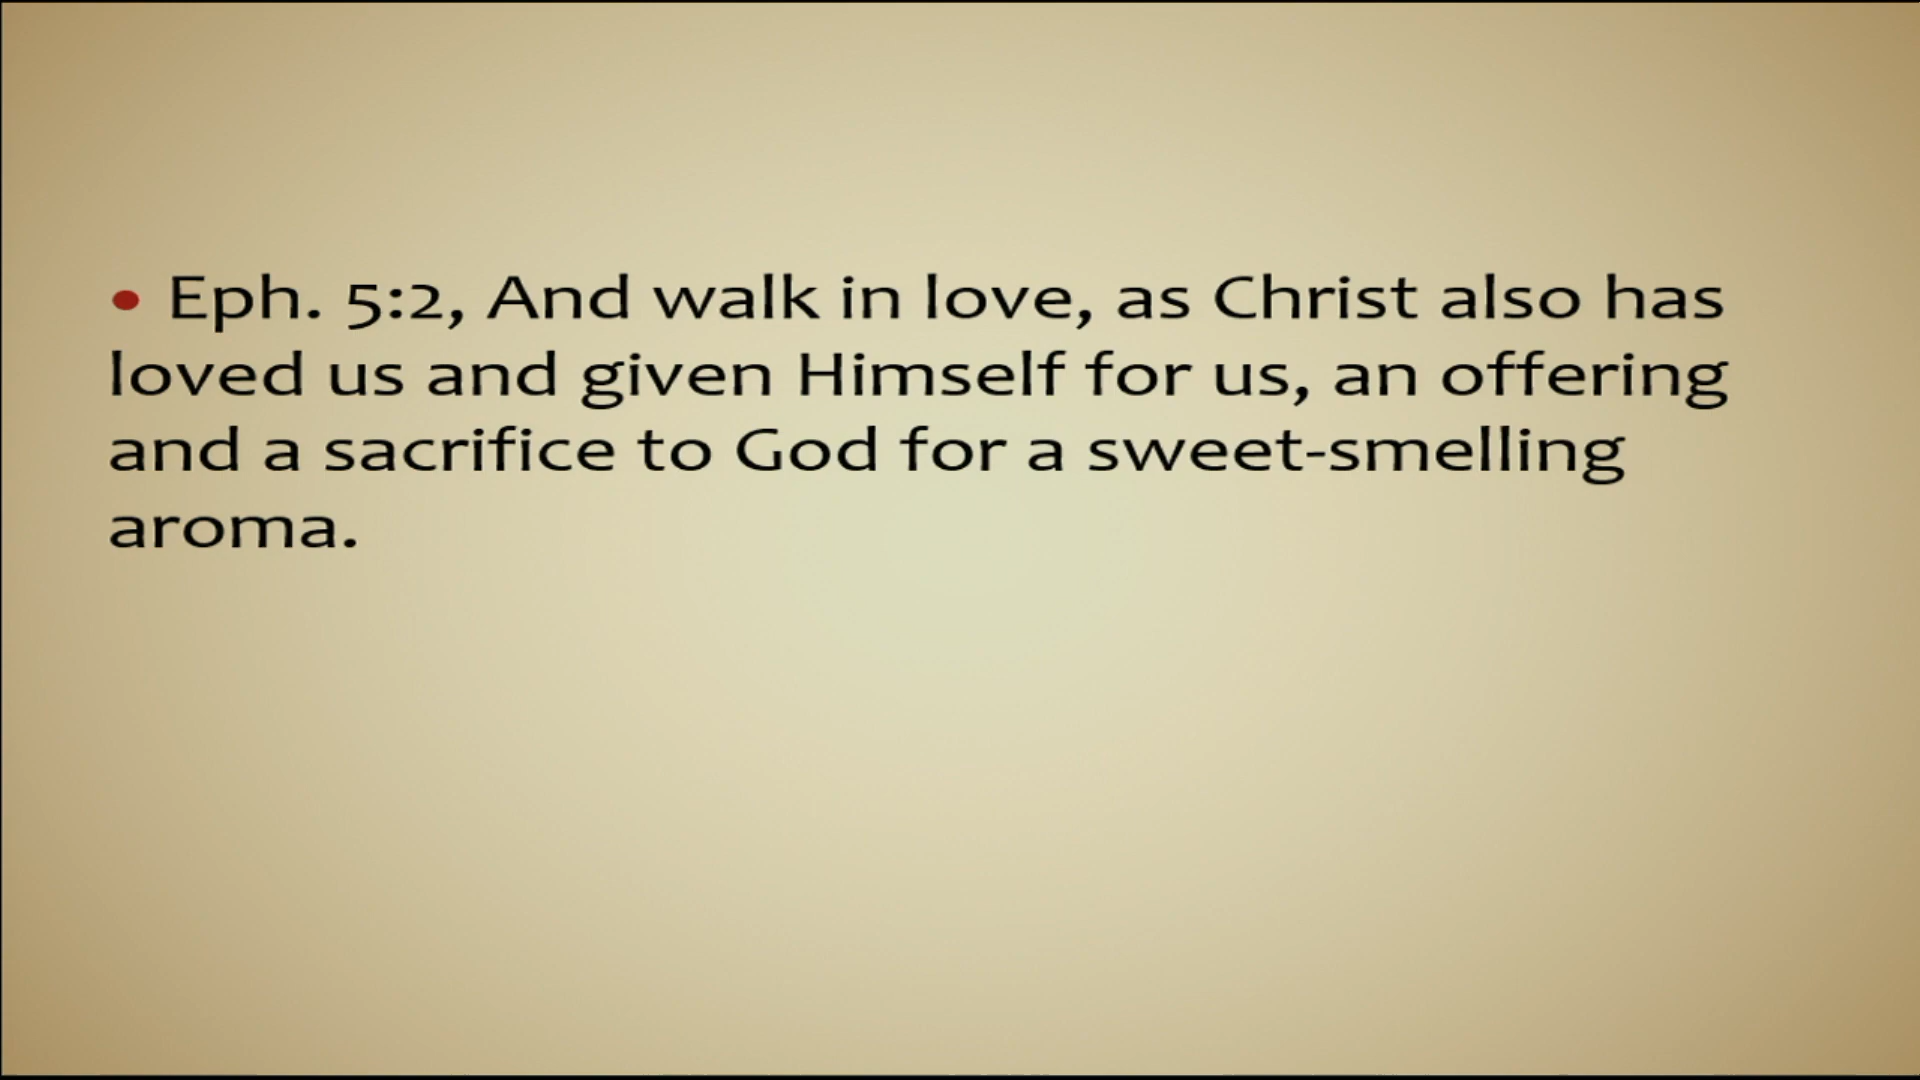 • Eph. 5:2, And walk in love, as Christ also has
loved us and given Himself for us, an offering
and a sacrifice to God for a sweet-smelling
aroma.